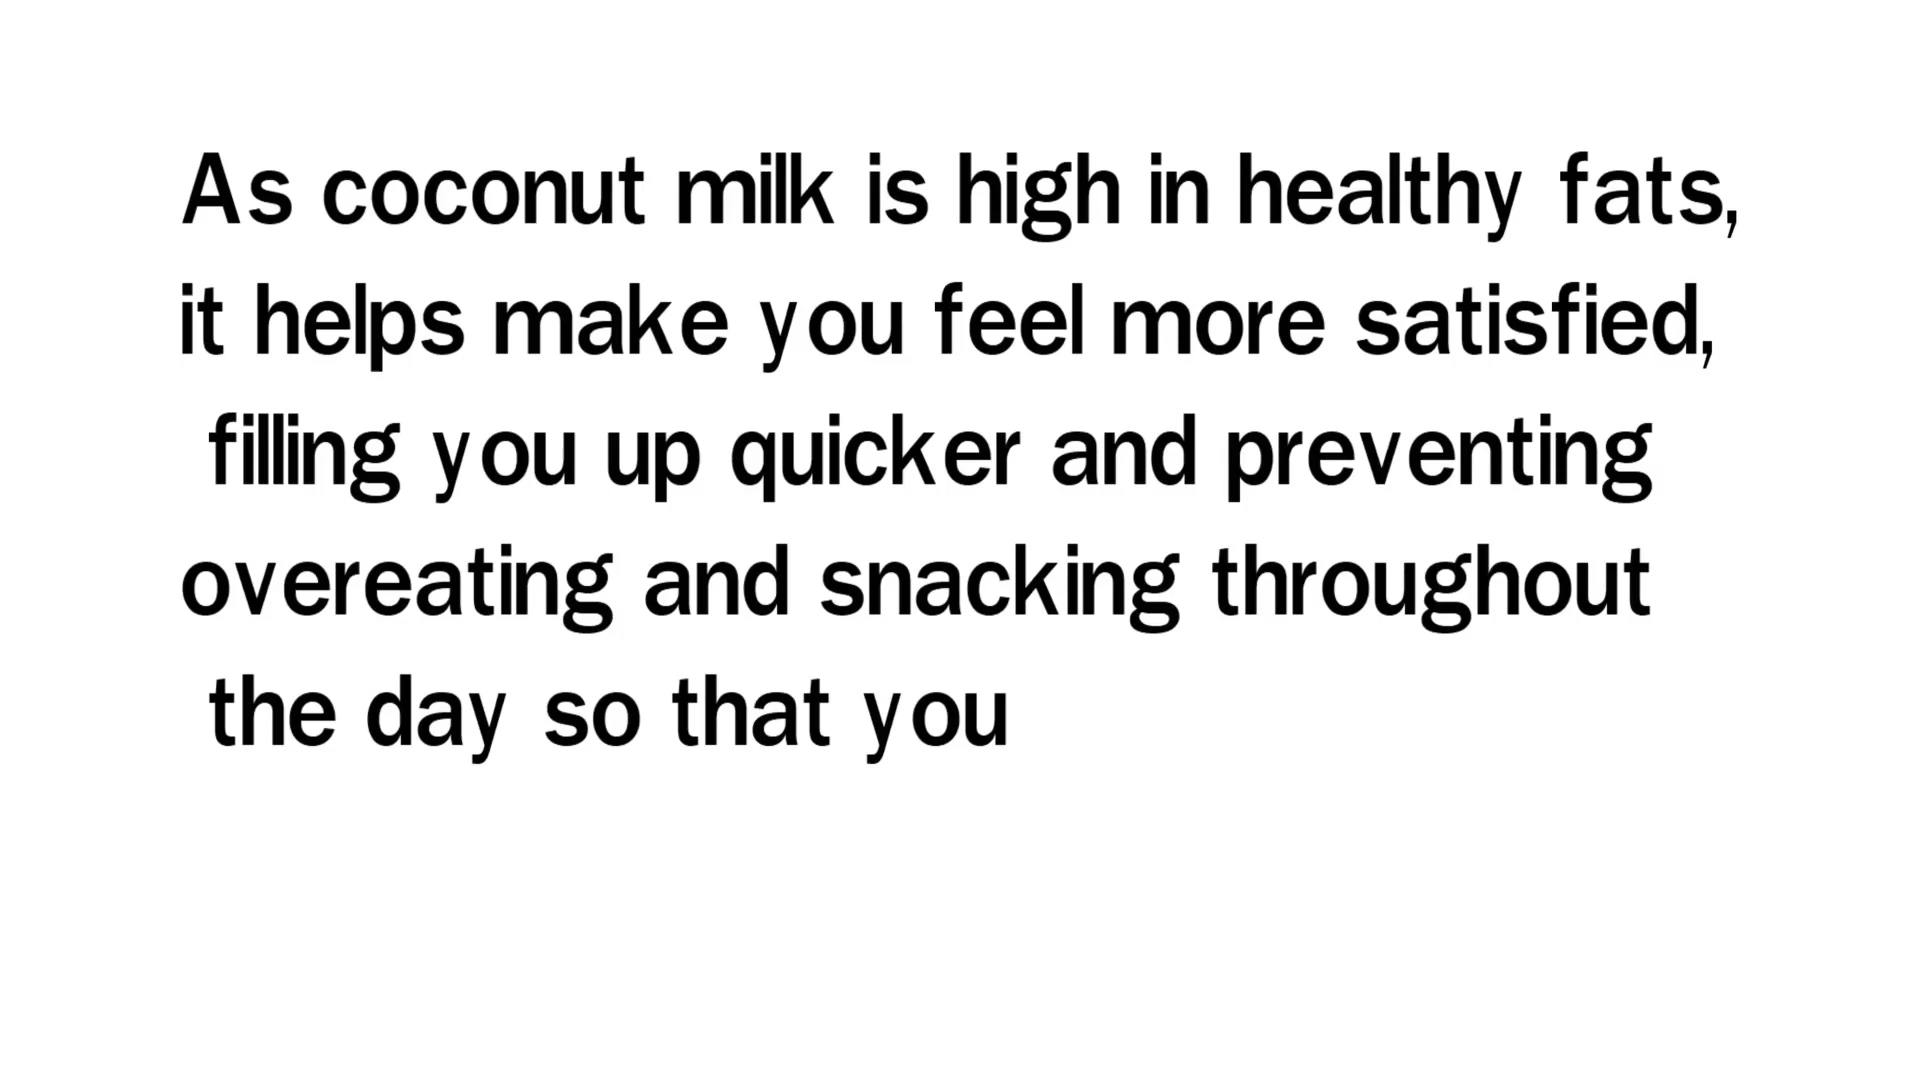 As coconut milk is high in healthy fats,
it helps make you feel more satisfied,
filling you up quicker and preventing
overeating and snacking throughout
the day so that you